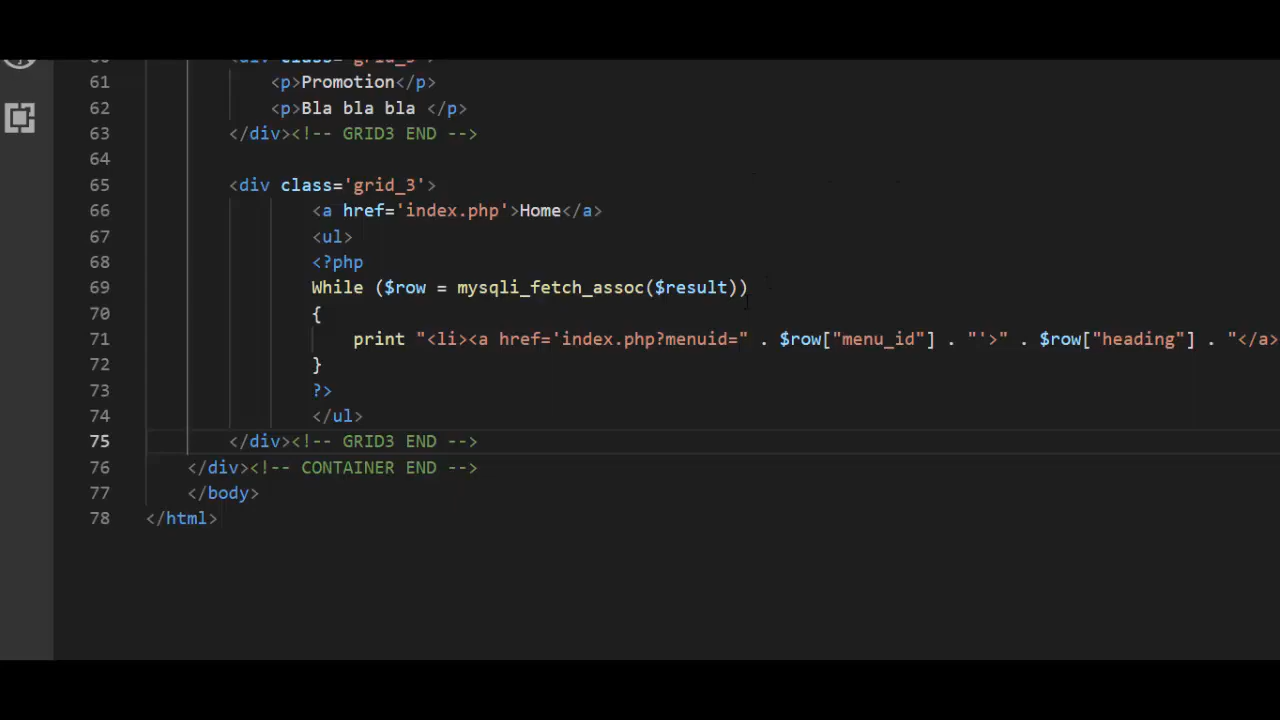 61 <p>Promotion</p>
62 <p>Bla bla bla </p>
63 </div><!-- GRID3 END -->
64
65 <div class='grid_3'>
66 <a href='index.php'>Home</a>
67 <ul>
68 <?php
69 While ($row = mysqli_fetch_assoc($result))
70 {
71 print "<li><a href='index.php?menuid=" . $row["menu_id"] . "'>" . $row["heading"] . "</a>
72 }
73 ?>
74 </ul>
75 </div><!-- GRID3 END -->
76 </div><!-- CONTAINER END -->
77 </body>
78 </html>